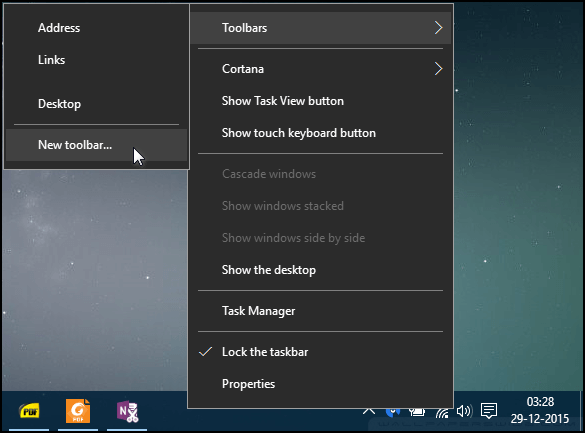 Address
Links
Desktop
New toolbar...
Toolbars
Cortana
Show Task View button
Show touch keyboard button
Cascade windows
Show windows stacked
Show windows side by side
Show the desktop
Task Manager
Lock the taskbar
Properties
PDF
PDF
N
03:28
29-12-2015